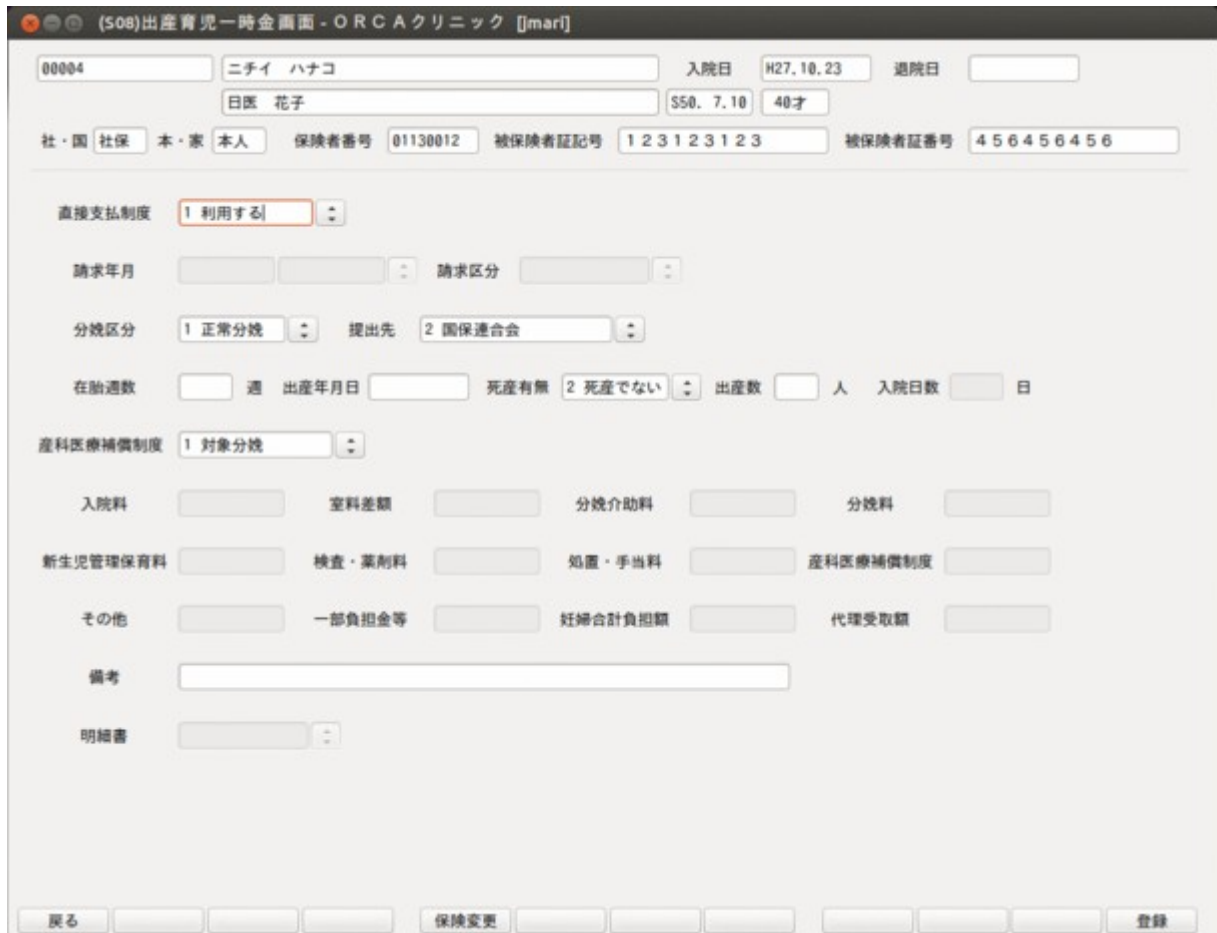 (S08)出産育児一時金画面 - ＯＲＣＡクリニック [jmari]
00004 ニチイ　ハナコ 入院日 H27.10.23 退院日
日医　花子 S50. 7.10 40才
社・国 社保 本・家 本人 保険者番号 01130012 被保険者証記号 １２３１２３１２３ 被保険者証番号 ４５６４５６４５６
直接支払制度 1 利用する
請求年月 請求区分
分娩区分 1 正常分娩 提出先 2 国保連合会
在胎週数 週 出産年月日 死産有無 2 死産でない 出産数 人 入院日数 日
産科医療補償制度 1 対象分娩
入院料 室料差額 分娩介助料 分娩料
新生児管理保育料 検査・薬剤料 処置・手当料 産科医療補償制度
その他 一部負担金等 妊婦合計負担額 代理受取額
備考
明細書
戻る 保険変更 登録